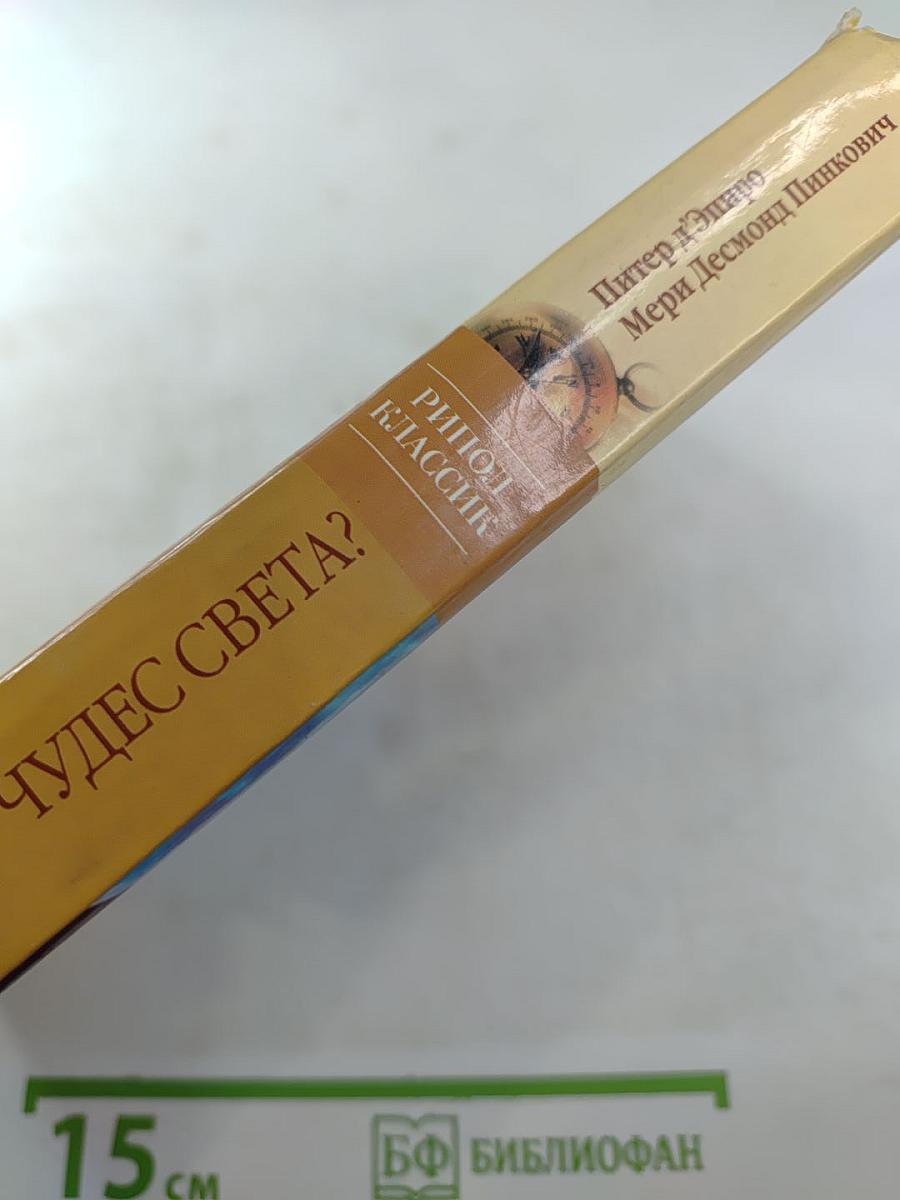 Питер д'Эпиро
Мери Десмонд Пинкович
РИПОЛ
КЛАССИК
ЧУДЕС СВЕТА?
15 см
БФ БИБЛИОФАН